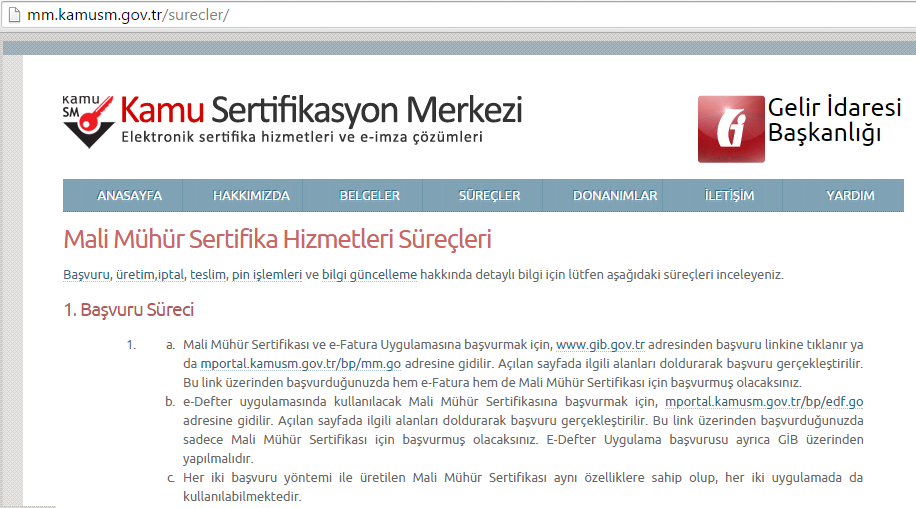 mm.kamusm.gov.tr/surecler/
Kamu SM
Kamu Sertifikasyon Merkezi
Elektronik sertifika hizmetleri ve e-imza çözümleri
Gelir İdaresi
Başkanlığı
ANASAYFA HAKKIMIZDA BELGELER SÜREÇLER DONANIMLAR İLETİŞİM YARDIM
Mali Mühür Sertifika Hizmetleri Süreçleri
Başvuru, üretim,iptal, teslim, pin işlemleri ve bilgi güncelleme hakkında detaylı bilgi için lütfen aşağıdaki süreçleri inceleyeniz.
1. Başvuru Süreci
1. a. Mali Mühür Sertifikası ve e-Fatura Uygulamasına başvurmak için, www.gib.gov.tr adresinden başvuru linkine tıklanır ya
da mportal.kamusm.gov.tr/bp/mm.go adresine gidilir. Açılan sayfada ilgili alanları doldurarak başvuru gerçekleştirilir.
Bu link üzerinden başvurduğunuzda hem e-Fatura hem de Mali Mühür Sertifikası için başvurmuş olacaksınız.
b. e-Defter uygulamasında kullanılacak Mali Mühür Sertifikasına başvurmak için, mportal.kamusm.gov.tr/bp/edf.go
adresine gidilir. Açılan sayfada ilgili alanları doldurarak başvuru gerçekleştirilir. Bu link üzerinden başvurduğunuzda
sadece Mali Mühür Sertifikası için başvurmuş olacaksınız. E-Defter Uygulama başvurusu ayrıca GİB üzerinden
yapılmalıdır.
c. Her iki başvuru yöntemi ile üretilen Mali Mühür Sertifikası aynı özelliklere sahip olup, her iki uygulamada da
kullanılabilmektedir.